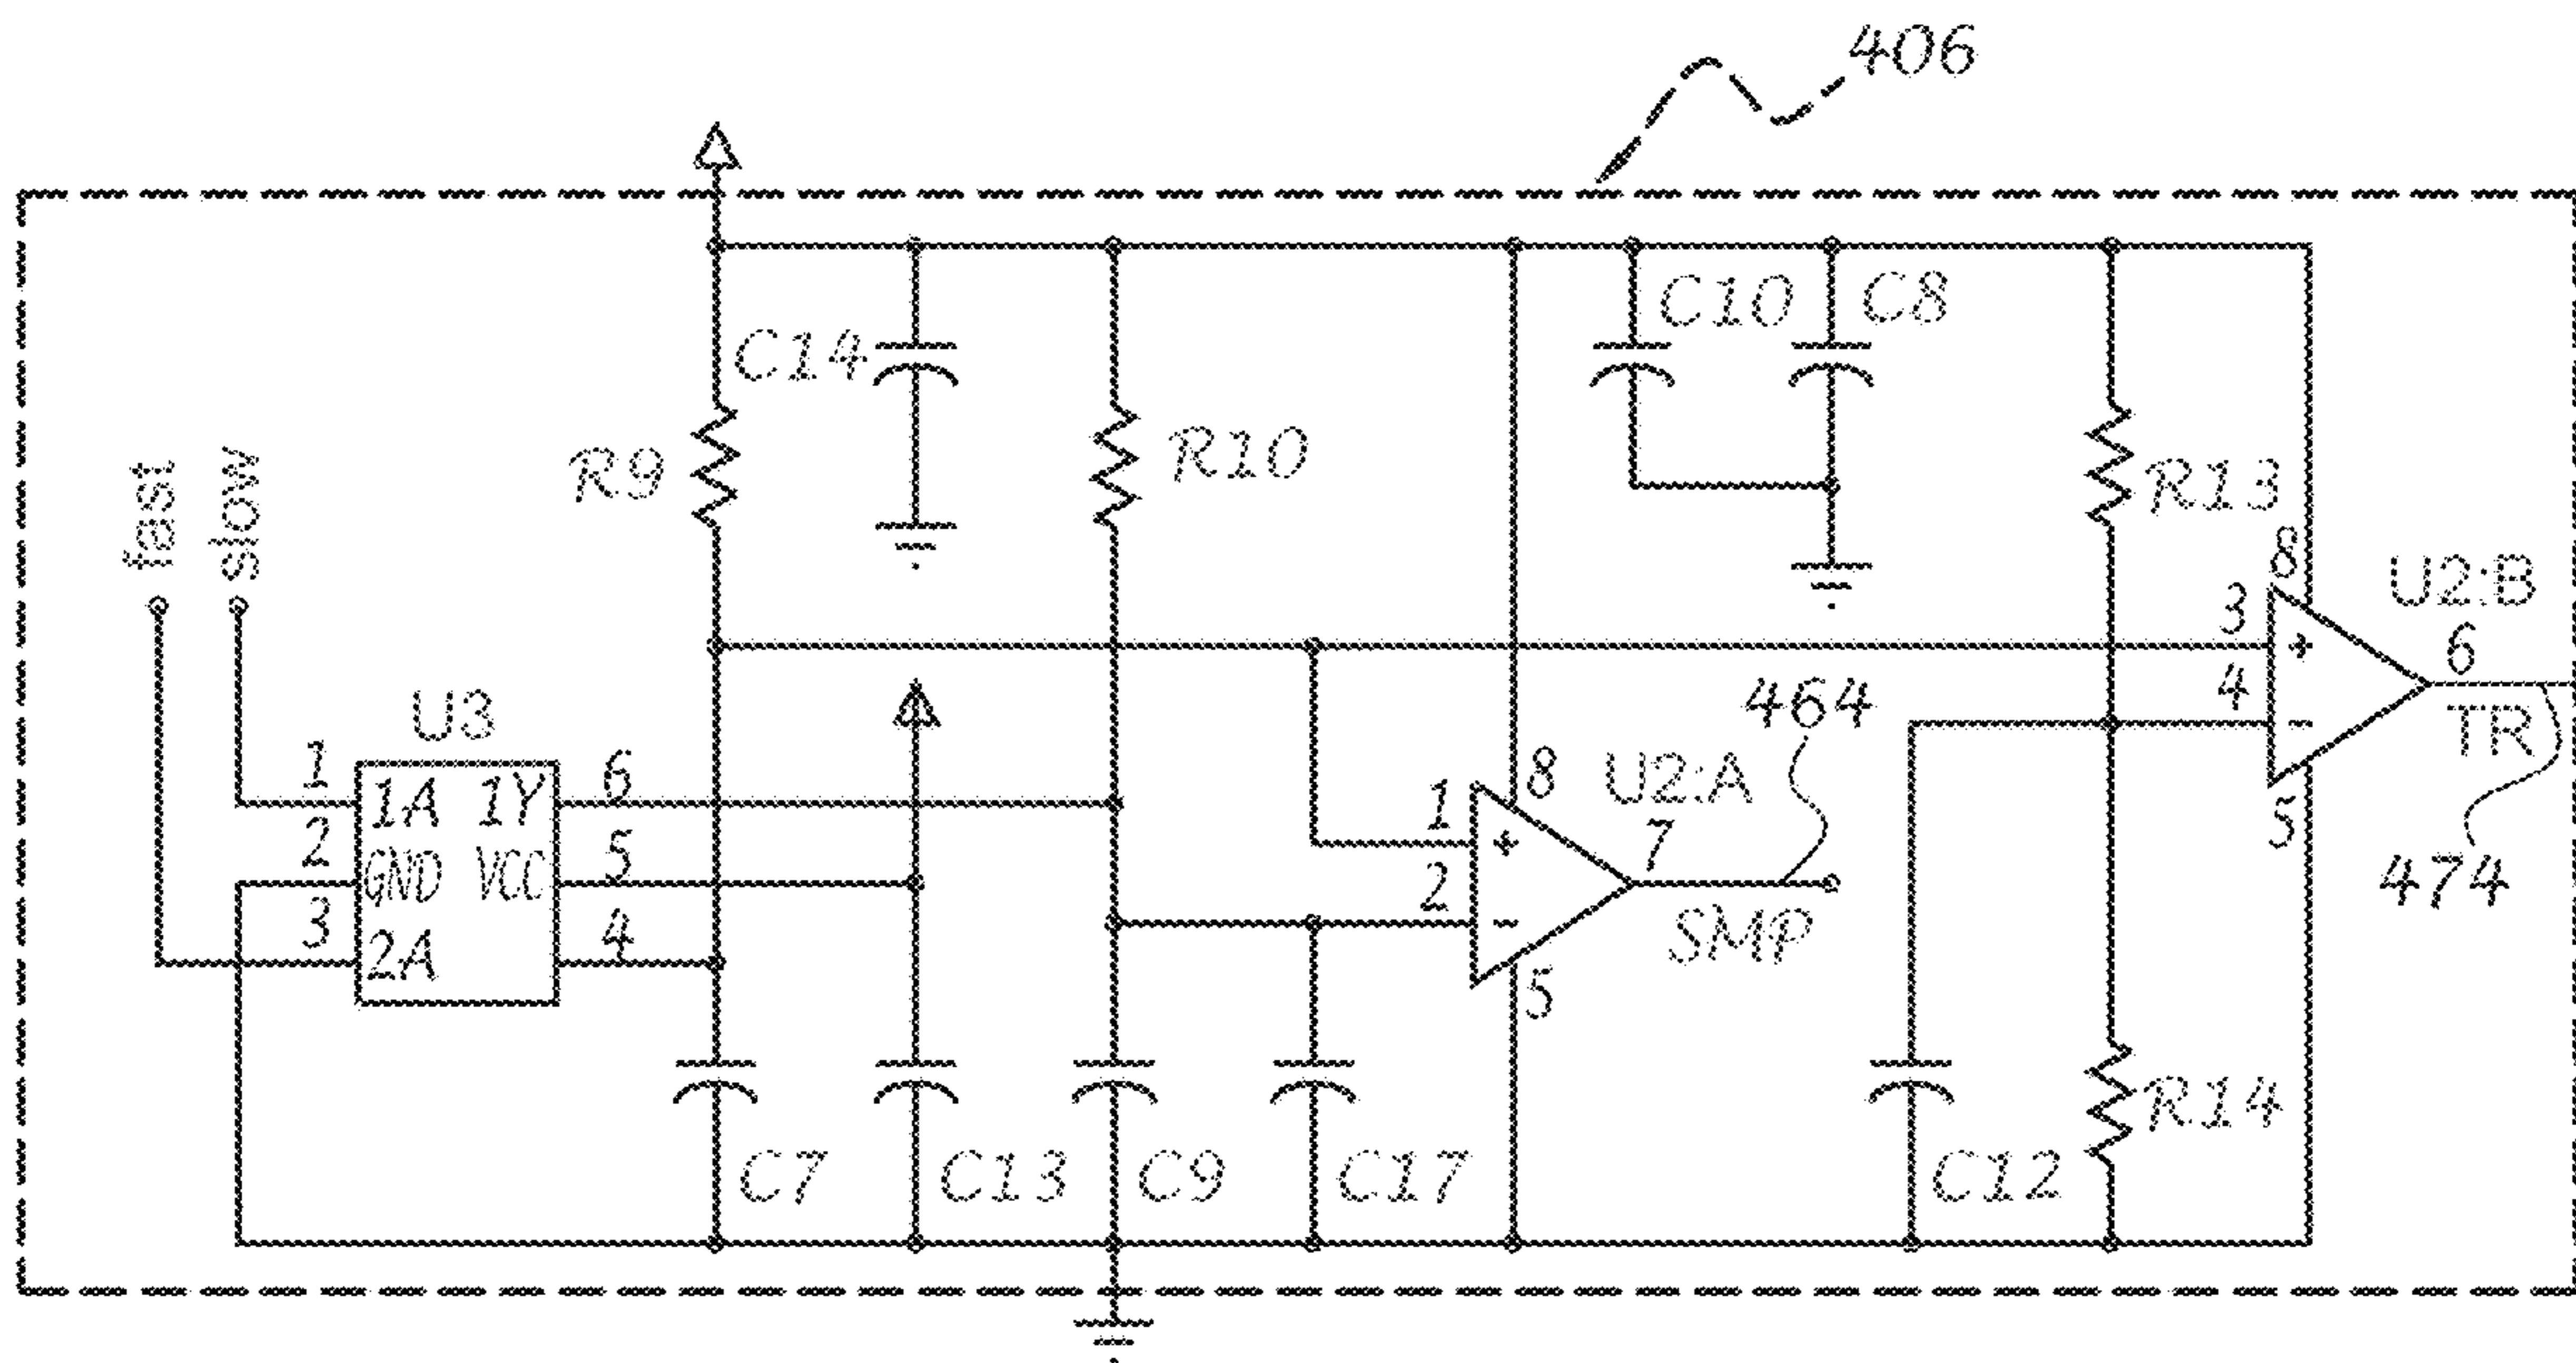 406
C10
C8
C14
R9
R10
R13
fast
slow
8
U2:B
3
+
6
4
-
TR
464
474
5
U3
1
1A
1Y
6
2
GND
VCC
5
3
2A
4
1
+
8
U2:A
7
2
-
SMP
5
C7
C13
C9
C17
C12
R14